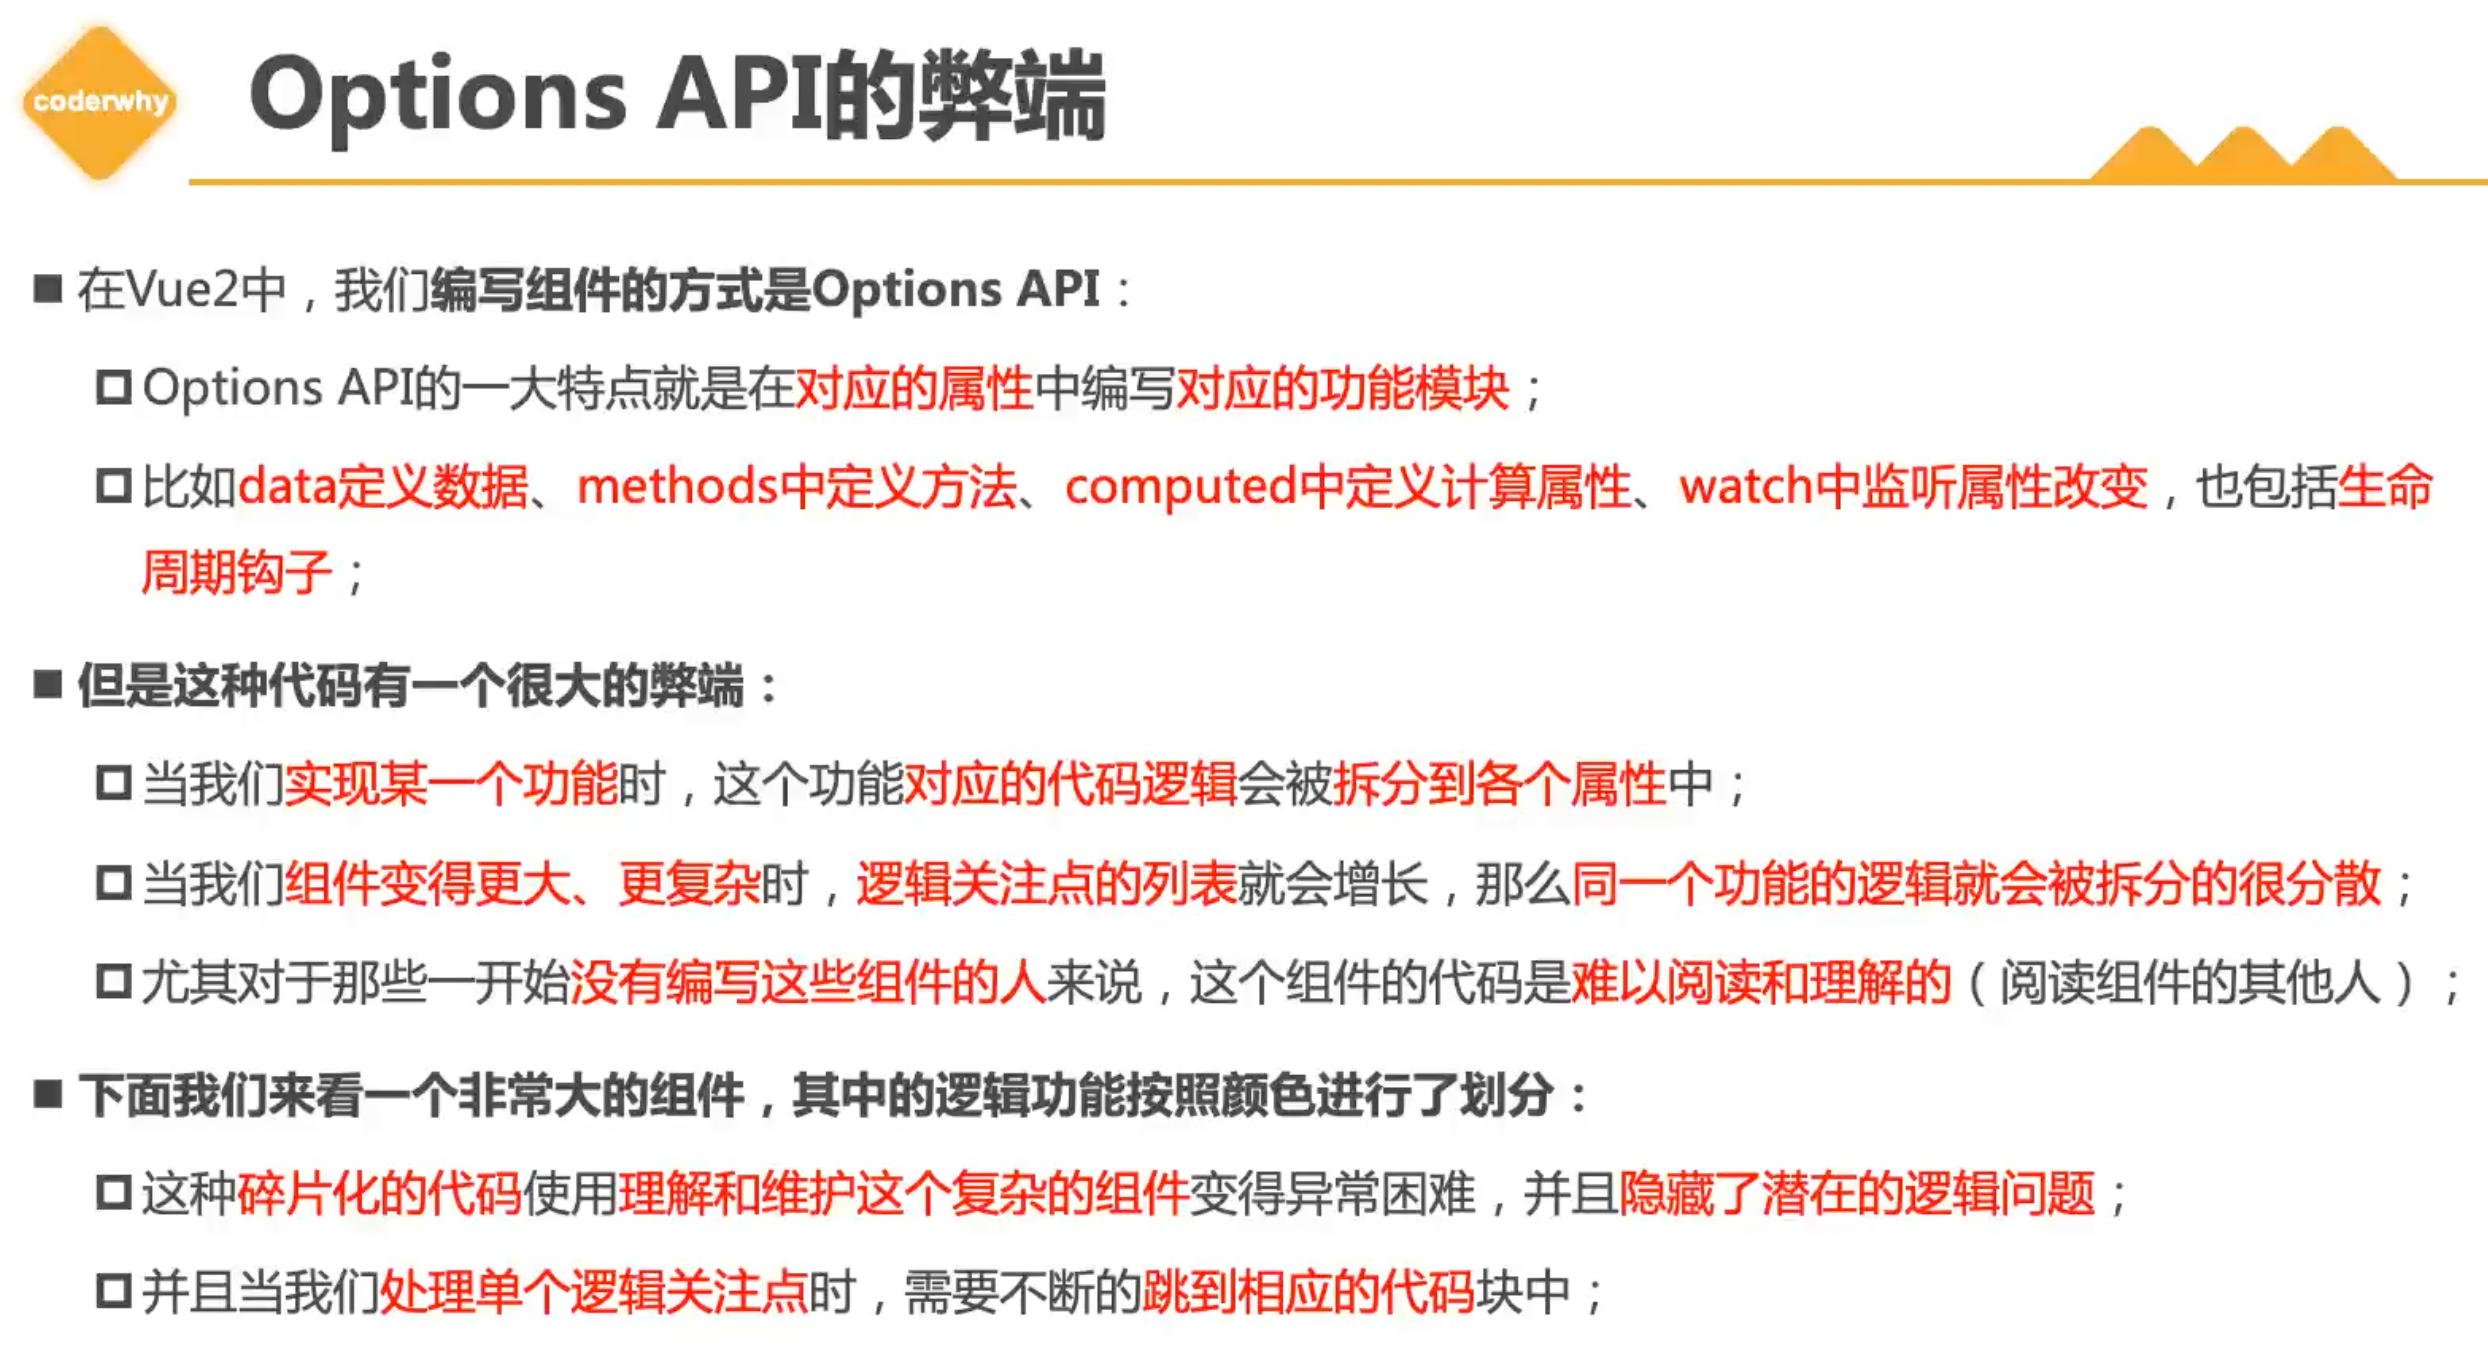 coderwhy
Options API的弊端
在Vue2中，我们编写组件的方式是Options API：
Options API的一大特点就是在对应的属性中编写对应的功能模块；
比如data定义数据、methods中定义方法、computed中定义计算属性、watch中监听属性改变，也包括生命
周期钩子；
但是这种代码有一个很大的弊端：
当我们实现某一个功能时，这个功能对应的代码逻辑会被拆分到各个属性中；
当我们组件变得更大、更复杂时，逻辑关注点的列表就会增长，那么同一个功能的逻辑就会被拆分的很分散；
尤其对于那些一开始没有编写这些组件的人来说，这个组件的代码是难以阅读和理解的（阅读组件的其他人）；
下面我们来看一个非常大的组件，其中的逻辑功能按照颜色进行了划分：
这种碎片化的代码使用理解和维护这个复杂的组件变得异常困难，并且隐藏了潜在的逻辑问题；
并且当我们处理单个逻辑关注点时，需要不断的跳到相应的代码块中；